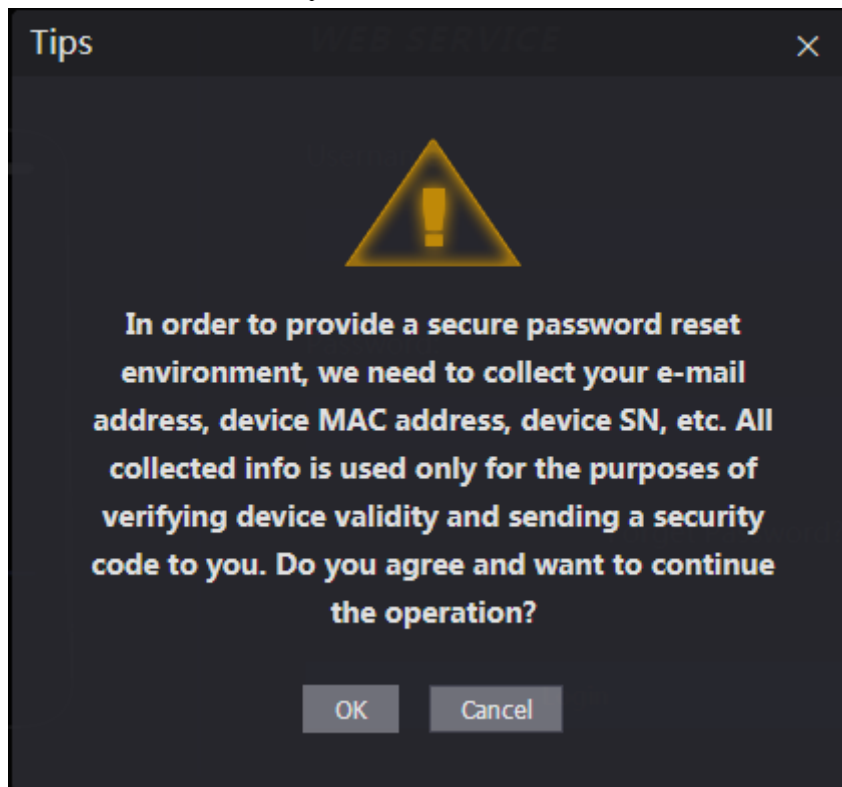 Tips
WEB SERVICE
×
In order to provide a secure password reset
environment, we need to collect your e-mail
address, device MAC address, device SN, etc. All
collected info is used only for the purposes of
verifying device validity and sending a security
code to you. Do you agree and want to continue
the operation?
OK
Cancel